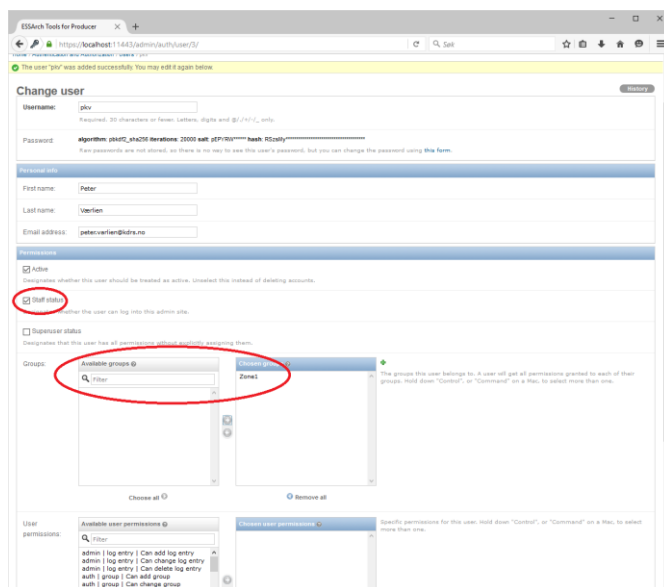 ESSArch Tools for Producer
https://localhost:11443/admin/auth/user/3/
Søk
Home › Authentication and Authorization › Users › pkv
The user "pkv" was added successfully. You may edit it again below.
Change user
History
Username:
pkv
Required. 30 characters or fewer. Letters, digits and @/./+/-/_ only.
Password:
algorithm: pbkdf2_sha256 iterations: 20000 salt: pEPYRW****** hash:
Raw passwords are not stored, so there is no way to see this user's password, but you can change the password using this form.
Personal info
First name:
Peter
Last name:
Værlien
Email address:
peter.varlien@kdrs.no
Permissions
Active
Designates whether this user should be treated as active. Unselect this instead of deleting accounts.
Staff status
whether the user can log into this admin site.
Superuser status
Designates that this user has all permissions without explicitly assigning them.
Groups:
Available groups
Filter
Chosen groups
Zone1
The groups this user belongs to. A user will get all permissions granted to each of their
groups. Hold down "Control", or "Command" on a Mac, to select more than one.
Choose all
Remove all
User
permissions:
Available user permissions
Filter
admin | log entry | Can add log entry
admin | log entry | Can change log entry
admin | log entry | Can delete log entry
auth | group | Can add group
auth | group | Can change group
Chosen user permissions
Specific permissions for this user. Hold down "Control", or "Command" on a Mac, to select
more than one.